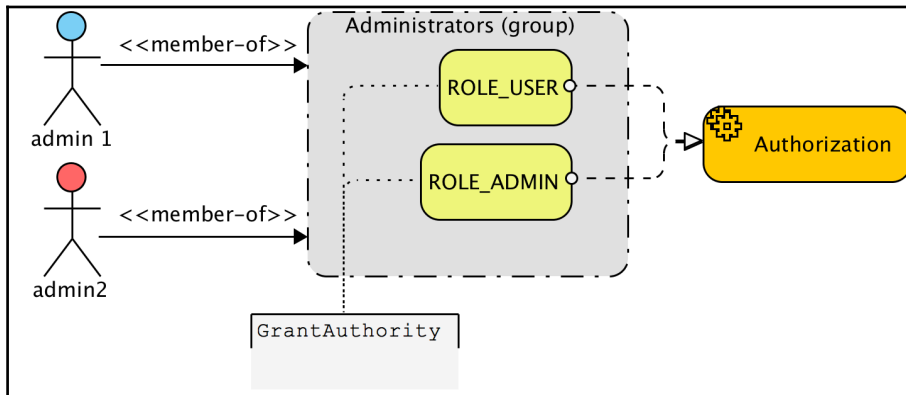 Administrators (group)
<<member-of>>
admin 1
ROLE_USER
Authorization
ROLE_ADMIN
<<member-of>>
admin2
GrantAuthority